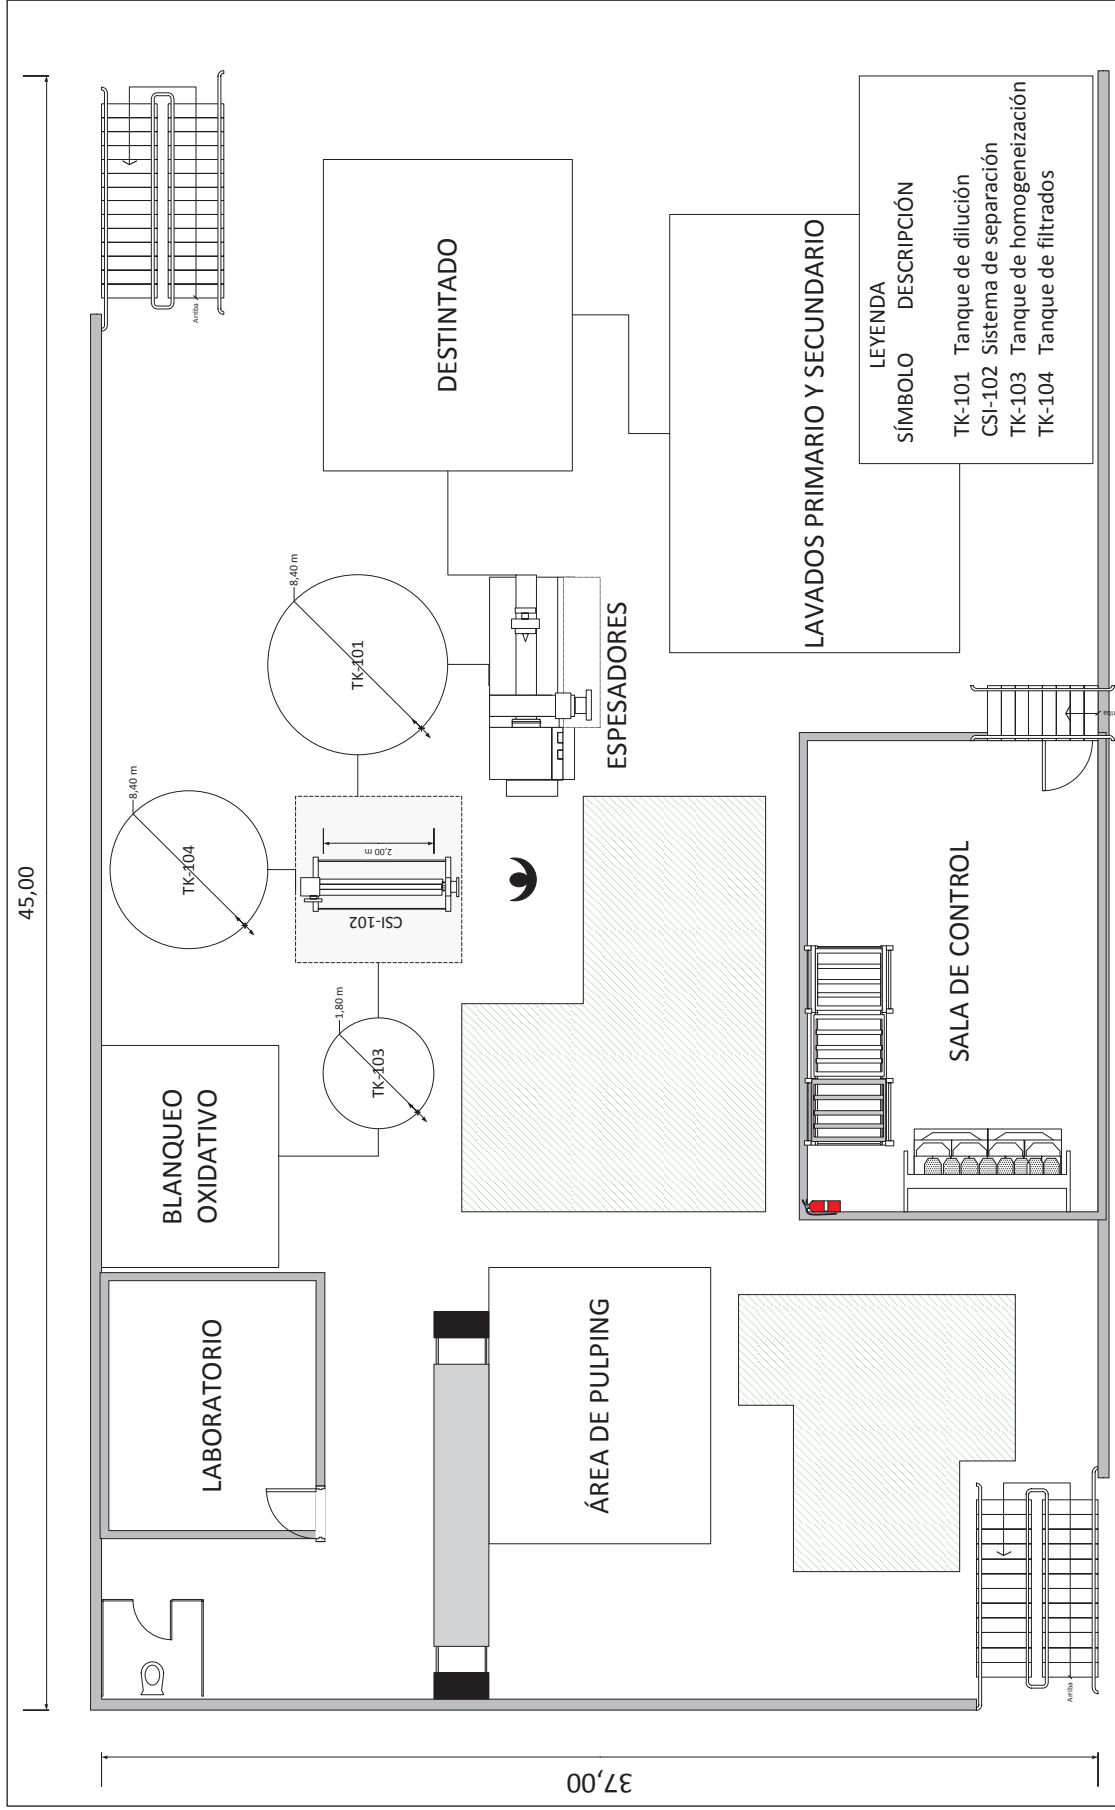 45,00
37,00
LABORATORIO
BLANQUEO
OXIDATIVO
TK-104
8,40 m
TK-101
8,40 m
Arriba
TK-103
1,80 m
CSI-102
2,00 m
DESTINTADO
ESPESADORES
ÁREA DE PULPING
SALA DE CONTROL
LAVADOS PRIMARIO Y SECUNDARIO
Arriba
LEYENDA
SÍMBOLO DESCRIPCIÓN
TK-101 Tanque de dilución
CSI-102 Sistema de separación
TK-103 Tanque de homogeneización
TK-104 Tanque de filtrados